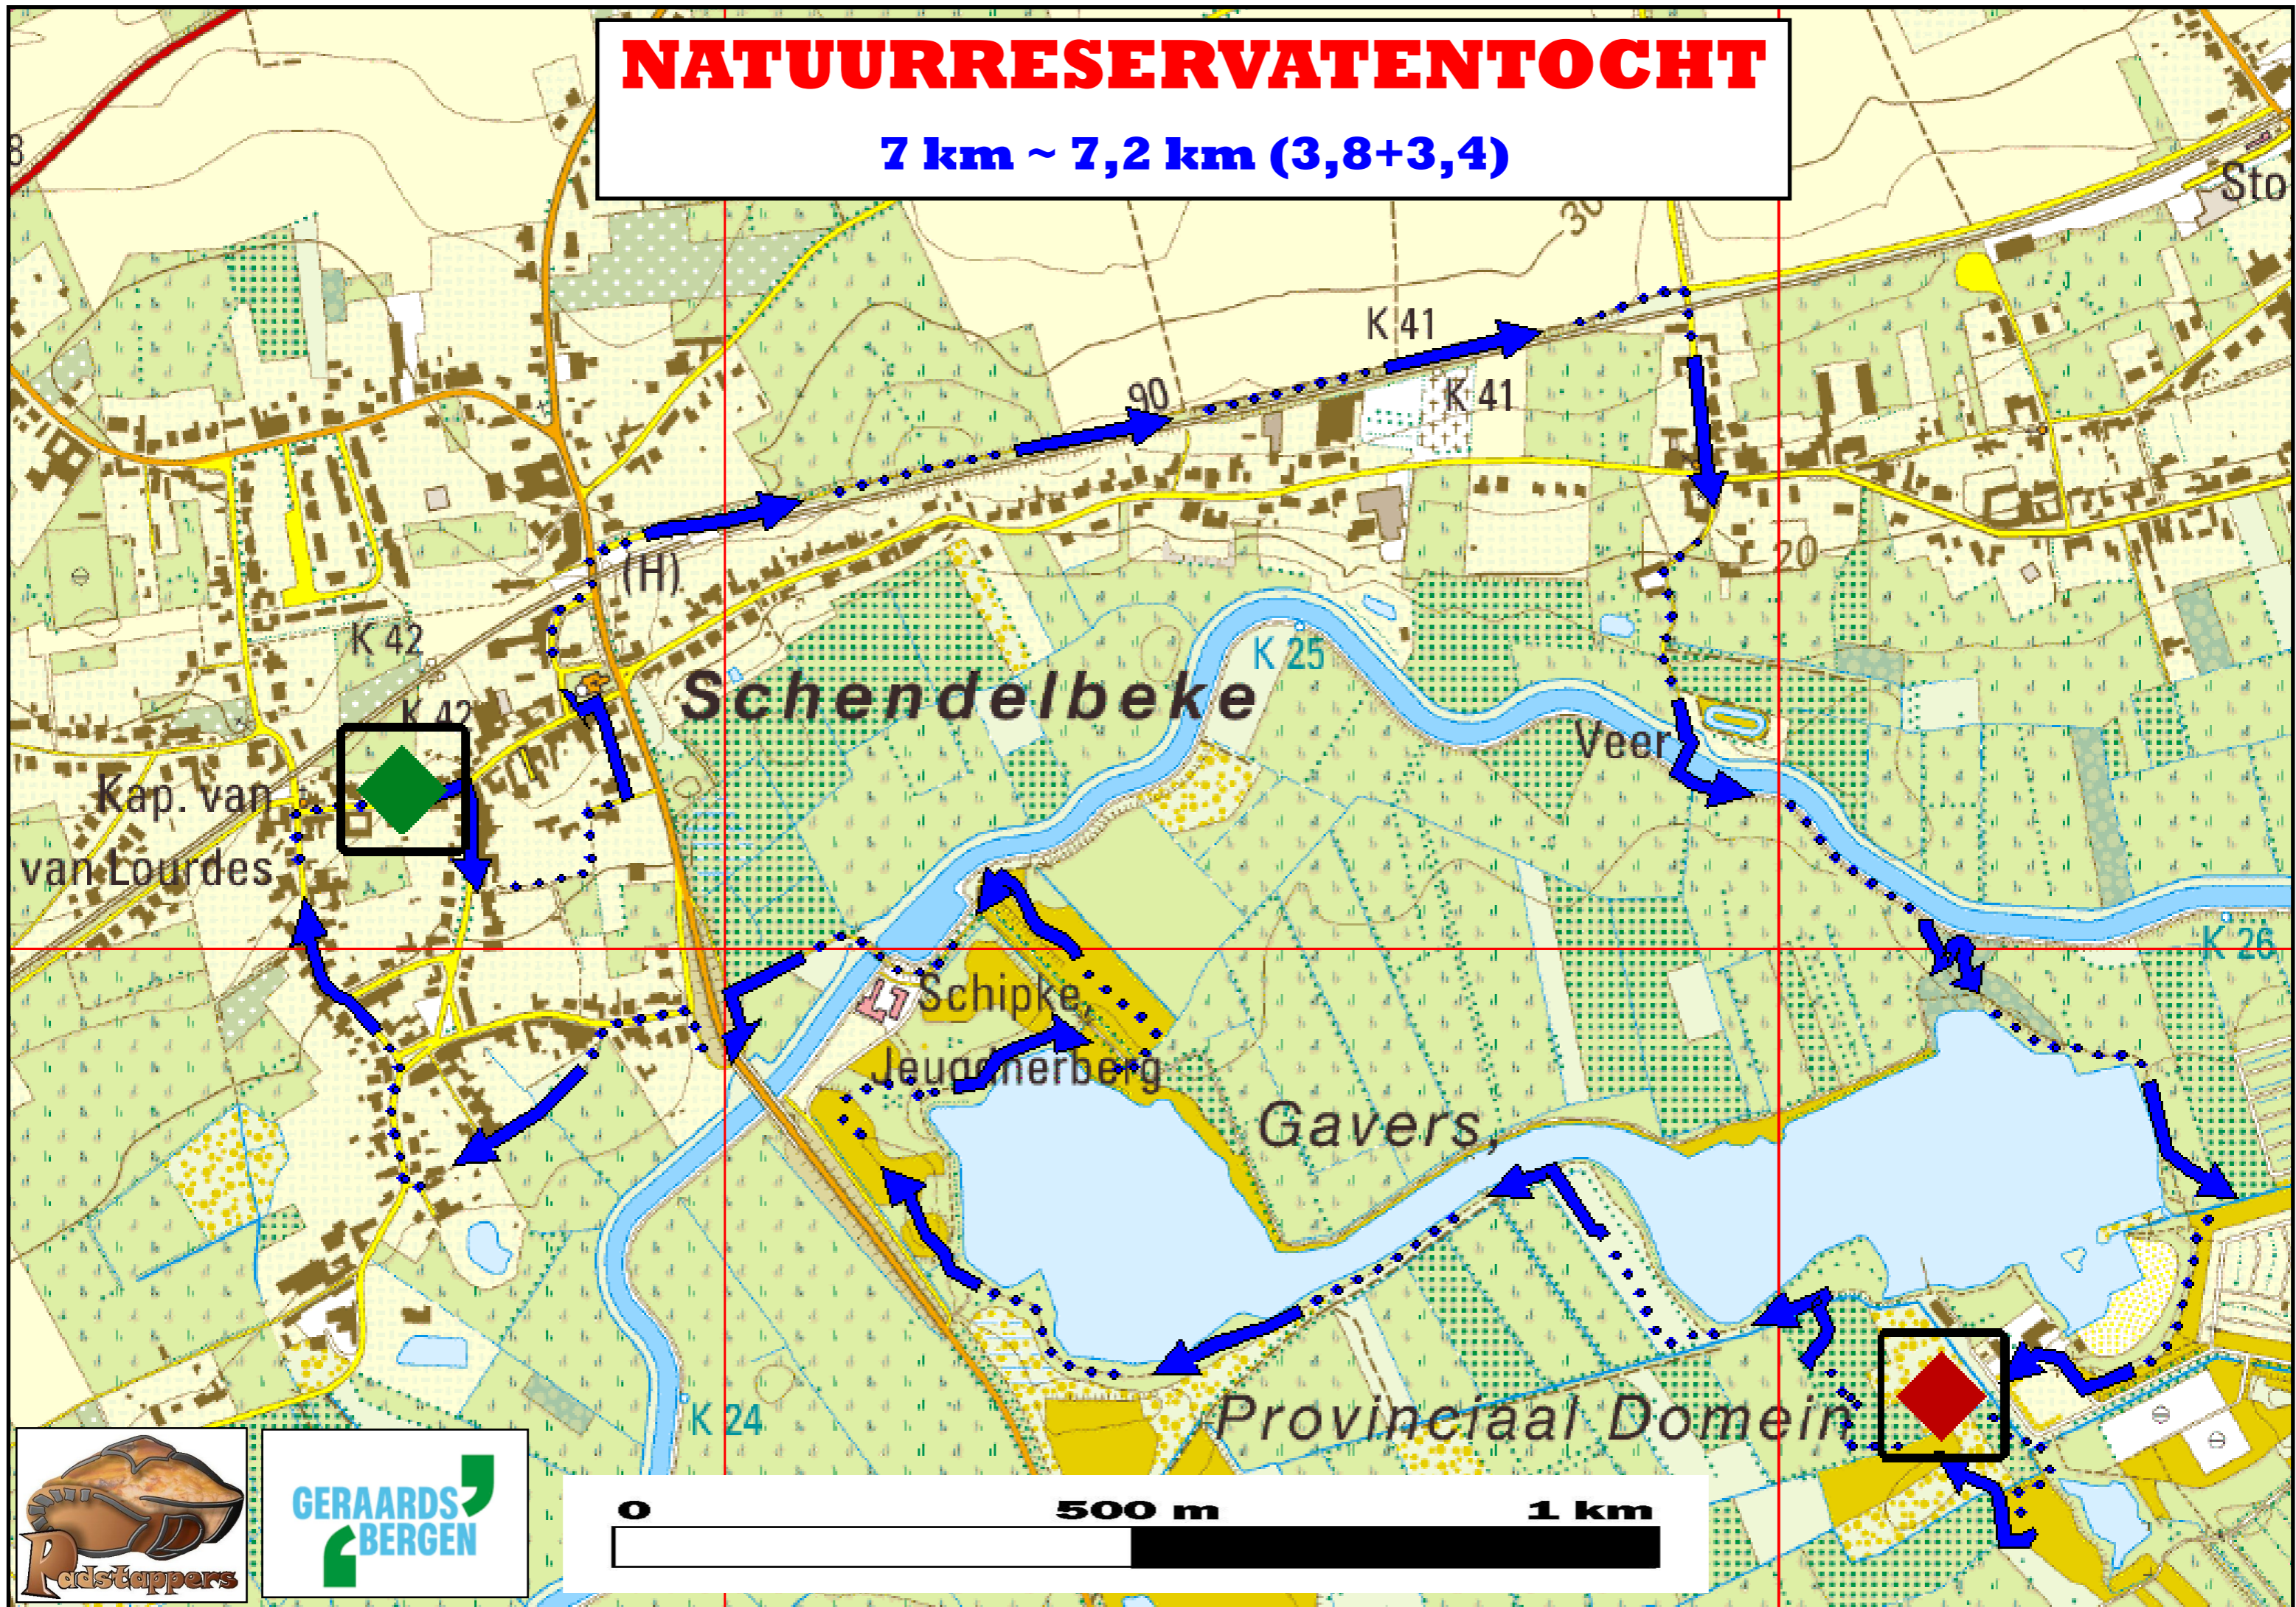 NATUURRESERVATENTOCHT
7 km ~ 7,2 km (3,8+3,4)
8
Sto
30
K 41
90
K 41
(H)
20
K 42
K 25
Schendelbeke
K 42
Veer
Kap. van
van Lourdes
K 26
Schipke,
Jeugdherberg
Gavers,
K 24
Provinciaal Domein
Padstappers
GERAARDS
BERGEN
0 500 m 1 km